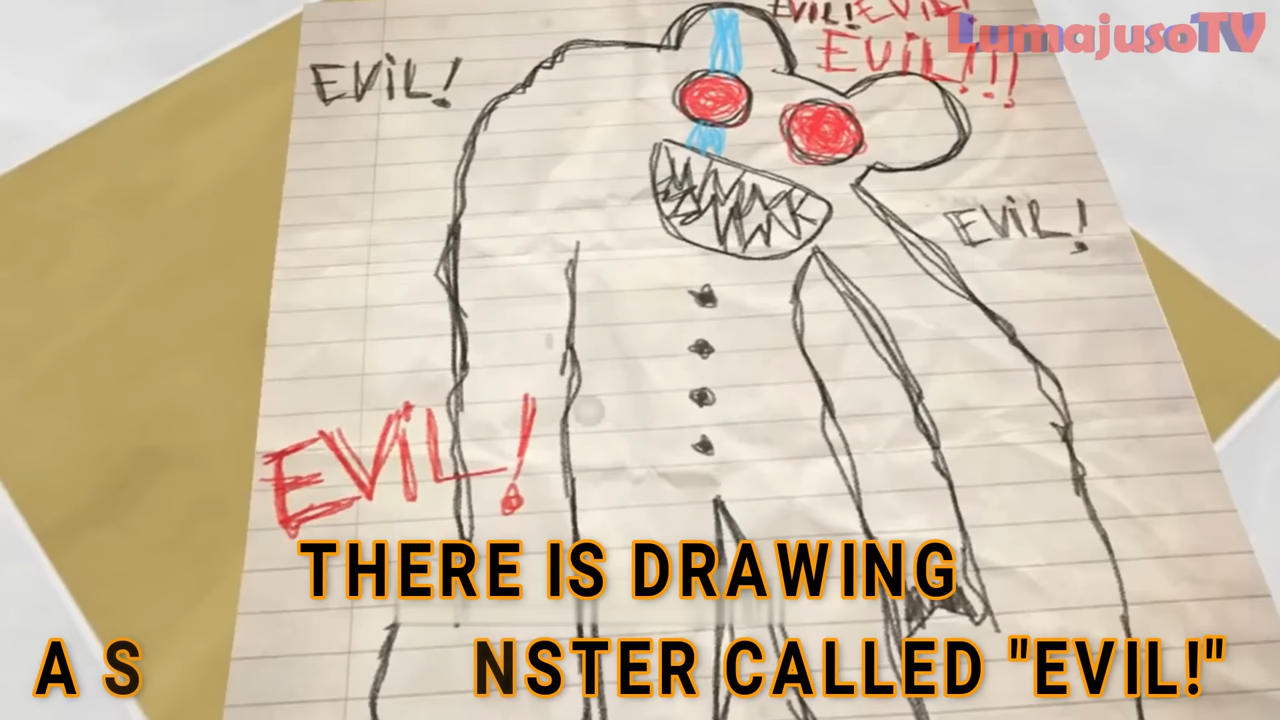 EViL! EViL!
LumajusoTV
EViL!!!
EViL!
EViL!
EViL!
THERE IS DRAWING
A S NSTER CALLED "EVIL!"